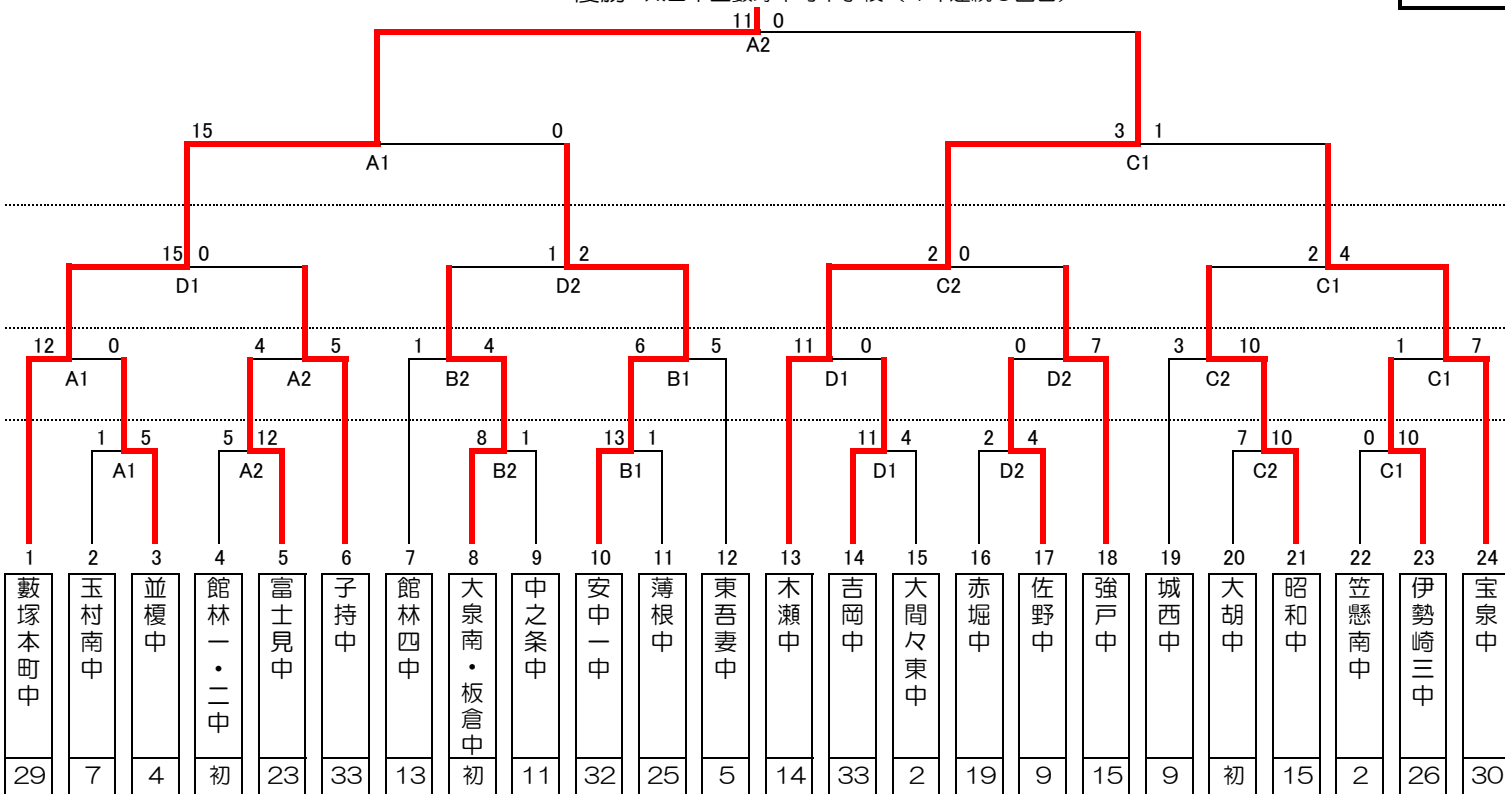 11 0
A2
15 0 3 1
A1 C1
15 0 1 2 2 0 2 4
D1 D2 C2 C1
12 0 4 5 1 4 6 5 11 0 0 7 3 10 1 7
A1 A2 B2 B1 D1 D2 C2 C1
1 5 5 12 8 1 13 1 11 4 2 4 7 10 0 10
A1 A2 B2 B1 D1 D2 C2 C1
1 2 3 4 5 6 7 8 9 10 11 12 13 14 15 16 17 18 19 20 21 22 23 24
藪塚本町中
玉村南中
並榎中
館林一・二中
富士見中
子持中
館林四中
大泉南・板倉中
中之条中
安中一中
薄根中
東吾妻中
木瀬中
吉岡中
大間々東中
赤堀中
佐野中
強戸中
城西中
大胡中
昭和中
笠懸南中
伊勢崎三中
宝泉中
29 7 4 初 23 33 13 初 11 32 25 5 14 33 2 19 9 15 9 初 15 2 26 30